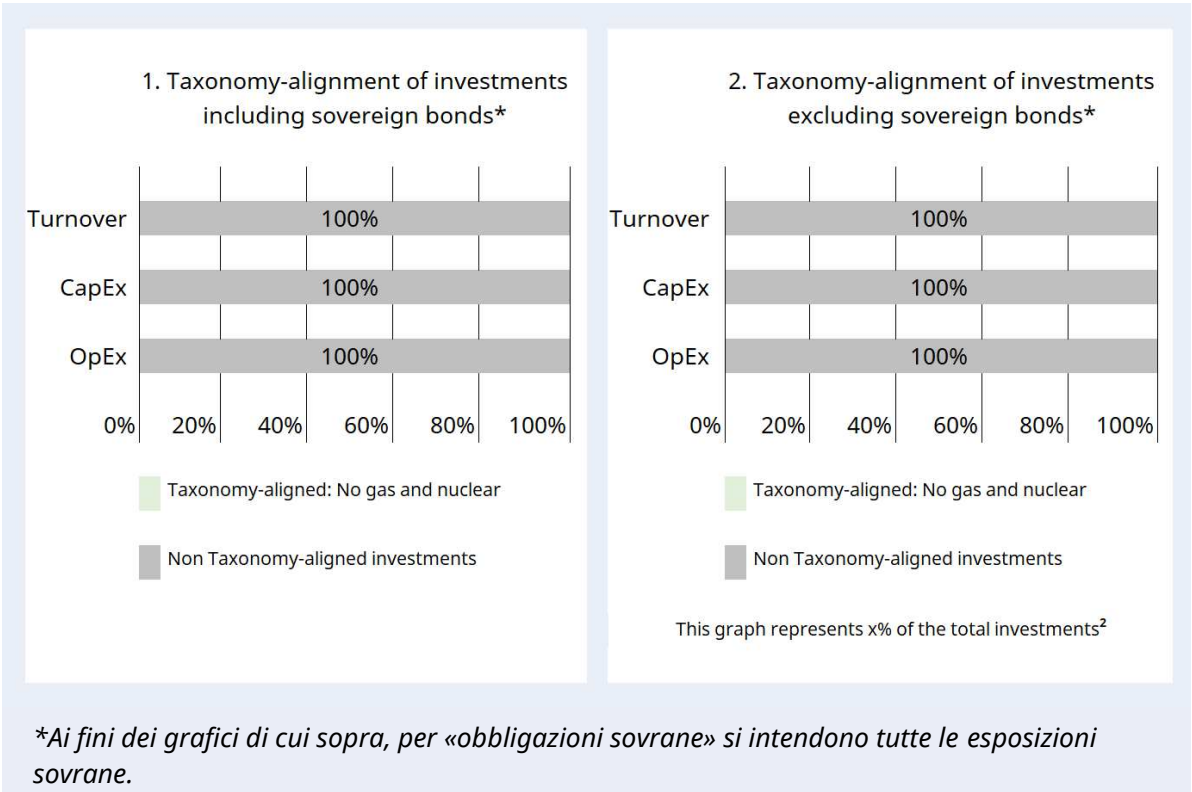 1. Taxonomy-alignment of investments
including sovereign bonds*
Turnover
100%
CapEx
100%
OpEx
100%
0% 20% 40% 60% 80% 100%
Taxonomy-aligned: No gas and nuclear
Non Taxonomy-aligned investments
2. Taxonomy-alignment of investments
excluding sovereign bonds*
Turnover
100%
CapEx
100%
OpEx
100%
0% 20% 40% 60% 80% 100%
Taxonomy-aligned: No gas and nuclear
Non Taxonomy-aligned investments
This graph represents x% of the total investments²
*Ai fini dei grafici di cui sopra, per «obbligazioni sovrane» si intendono tutte le esposizioni
sovrane.